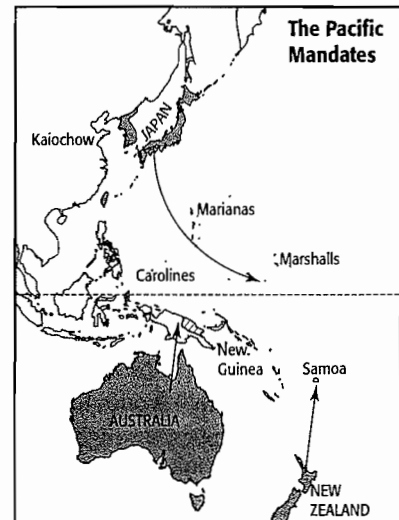 The Pacific
Mandates
Kaiochow
JAPAN
Marianas
Marshalls
Carolines
New
Guinea
Samoa
AUSTRALIA
NEW
ZEALAND